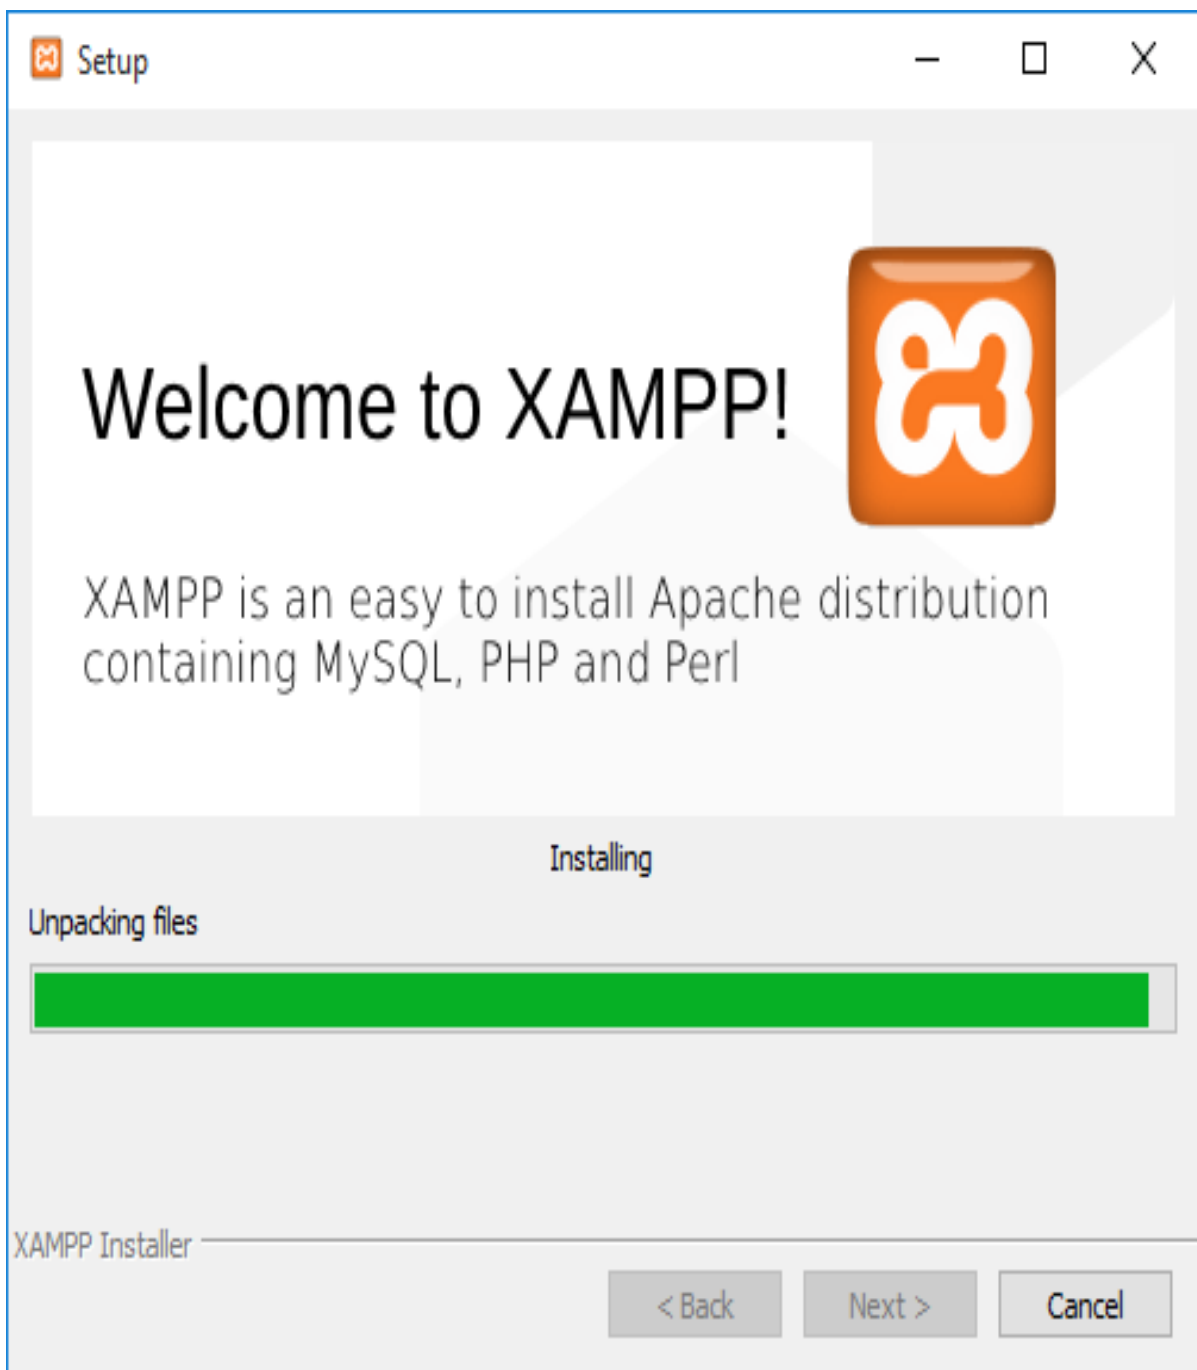 Setup
Welcome to XAMPP!
XAMPP is an easy to install Apache distribution
containing MySQL, PHP and Perl
Installing
Unpacking files
XAMPP Installer
< Back
Next >
Cancel